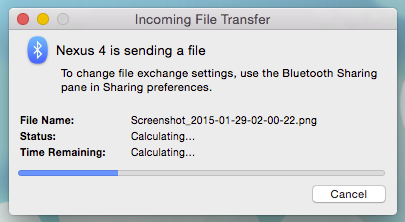 Incoming File Transfer
Nexus 4 is sending a file
To change file exchange settings, use the Bluetooth Sharing
pane in Sharing preferences.
File Name: Screenshot_2015-01-29-02-00-22.png
Status: Calculating...
Time Remaining: Calculating...
Cancel